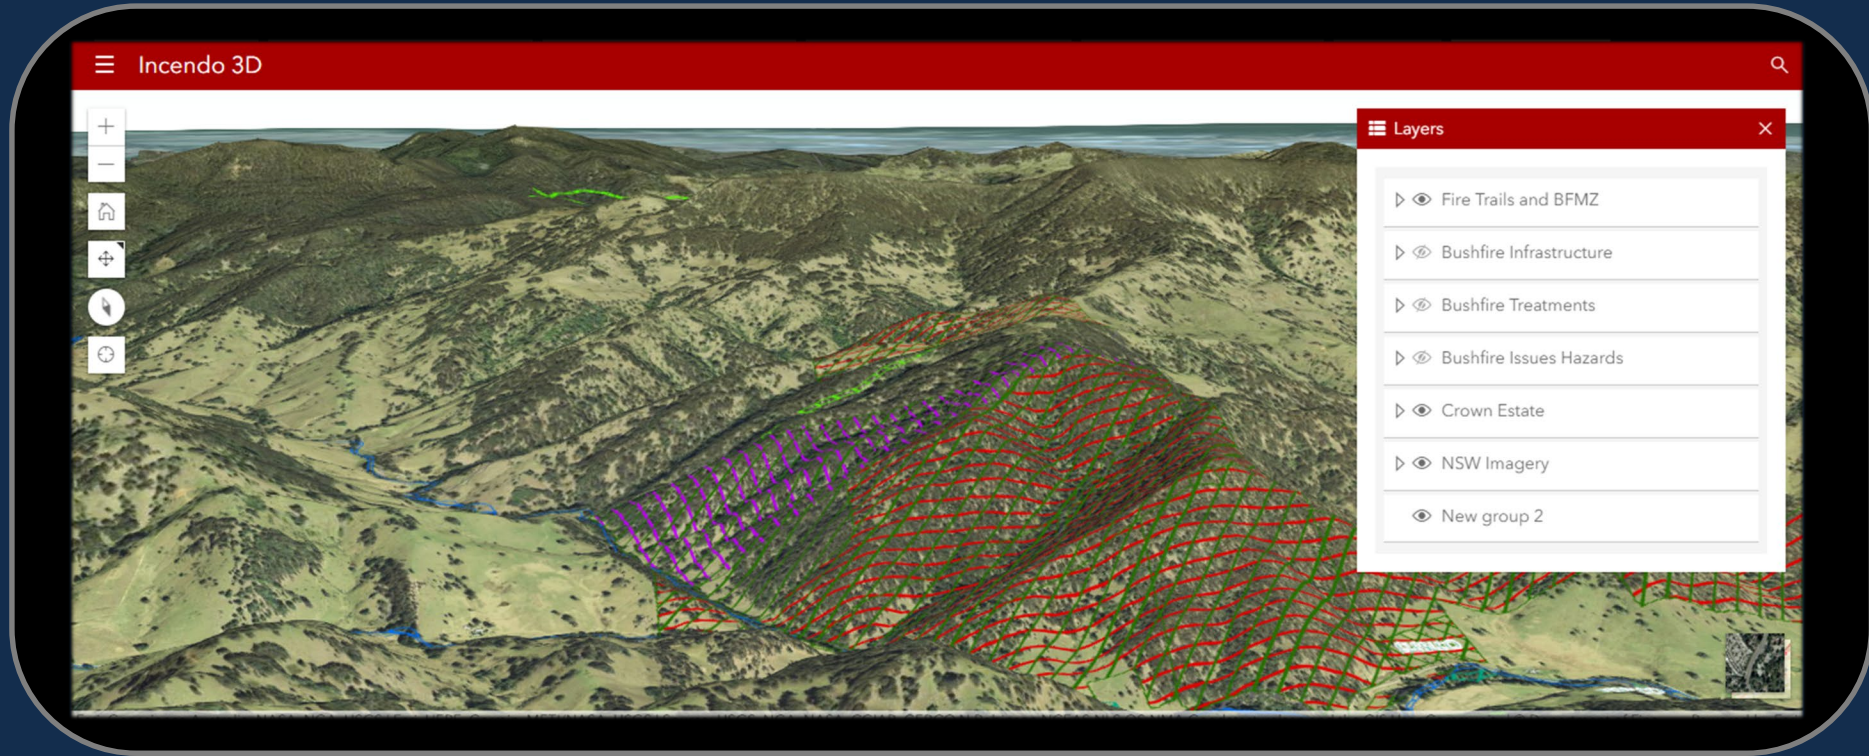 Incendo 3D
Layers
Fire Trails and BFMZ
Bushfire Infrastructure
Bushfire Treatments
Bushfire Issues Hazards
Crown Estate
NSW Imagery
New group 2